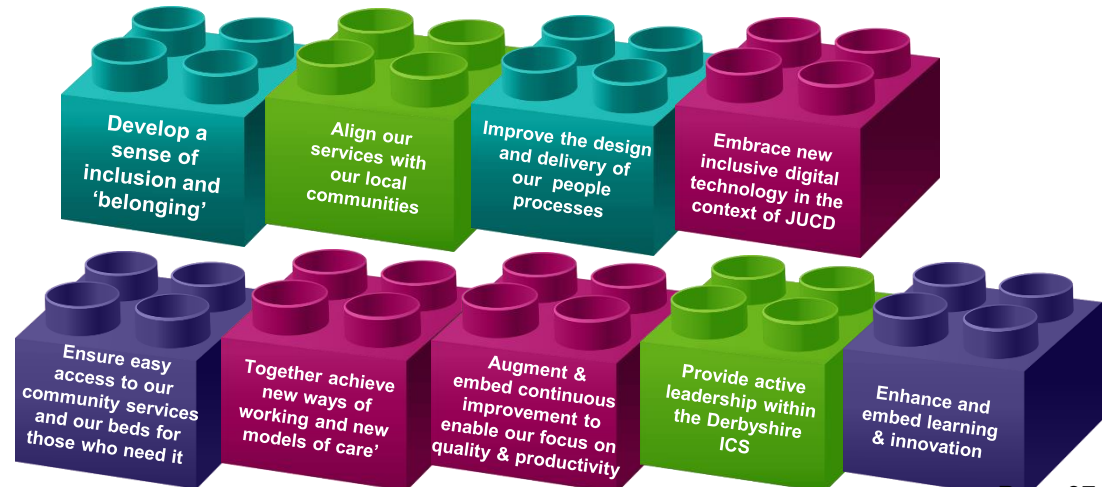 Develop a
sense of
inclusion and
‘belonging’
Align our
services with
our local
communities
Improve the design
and delivery of
our people
processes
Embrace new
inclusive digital
technology in the
context of JUCD
Ensure easy
access to our
community services
and our beds for
those who need it
Together achieve
new ways of
working and new
models of care’
Augment &
embed continuous
improvement to
enable our focus on
quality & productivity
Provide active
leadership within
the Derbyshire
ICS
Enhance and
embed learning
& innovation